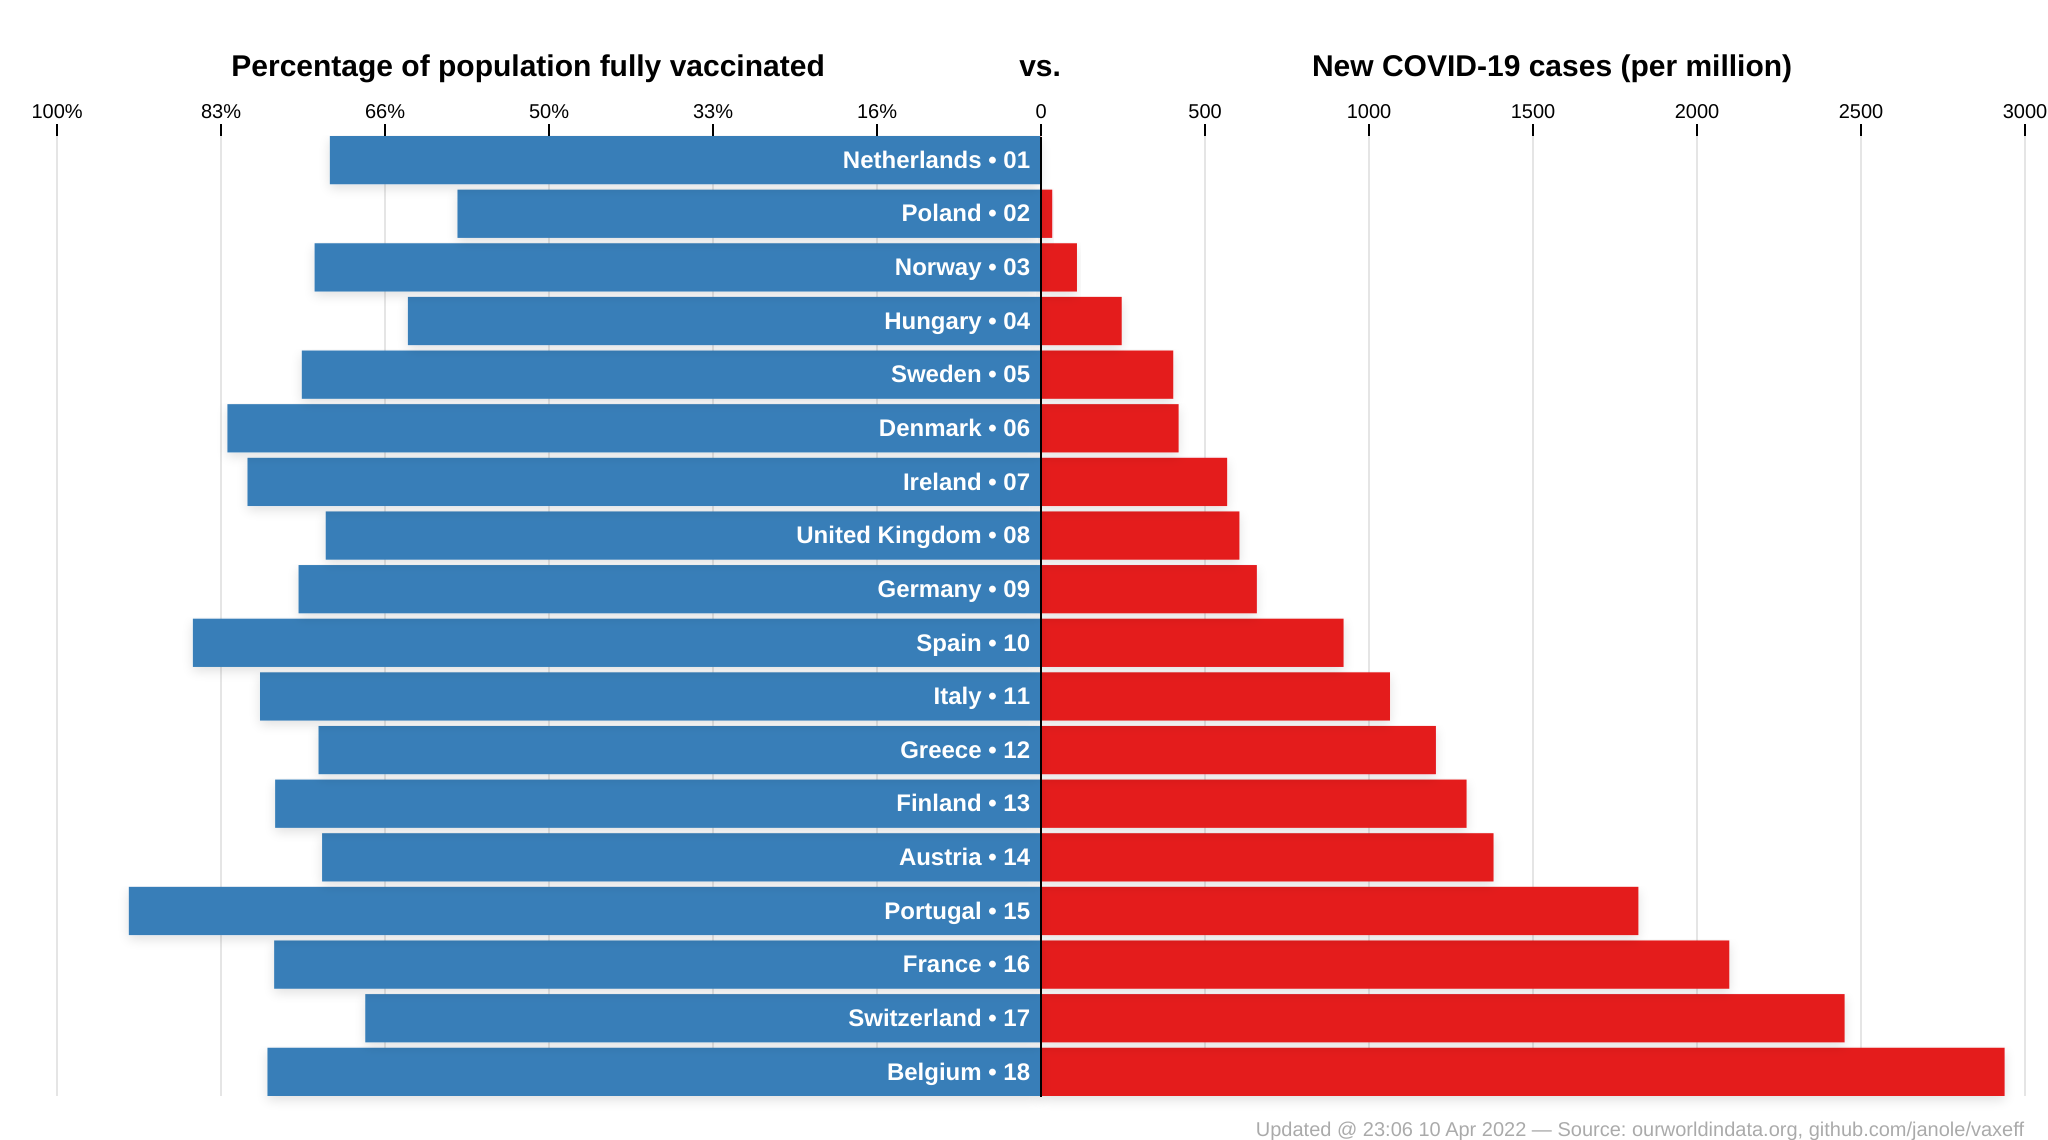 Percentage of population fully vaccinated vs. New COVID-19 cases (per million)
100% 83% 66% 50% 33% 16% 0 500 1000 1500 2000 2500 3000
Netherlands • 01
Poland • 02
Norway • 03
Hungary • 04
Sweden • 05
Denmark • 06
Ireland • 07
United Kingdom • 08
Germany • 09
Spain • 10
Italy • 11
Greece • 12
Finland • 13
Austria • 14
Portugal • 15
France • 16
Switzerland • 17
Belgium • 18
Updated @ 23:06 10 Apr 2022 — Source: ourworldindata.org, github.com/janole/vaxeff